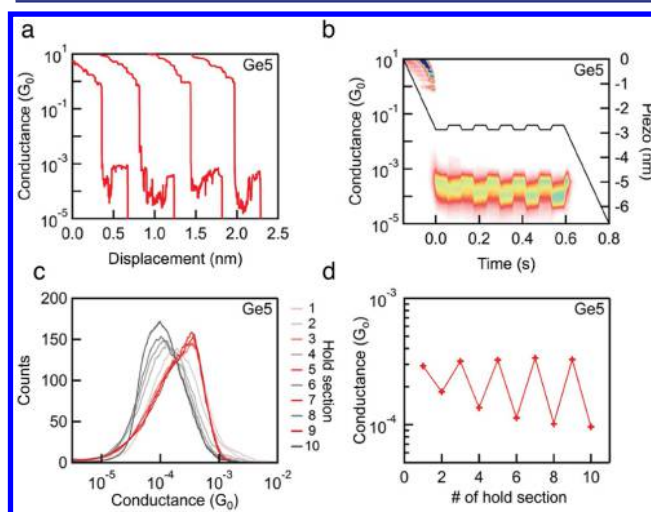 a
Conductance (G₀)
10¹
10⁻¹
10⁻³
10⁻⁵
0.0 0.5 1.0 1.5 2.0 2.5
Displacement (nm)
b
Ge5
Conductance (G₀)
10¹
10⁻¹
10⁻³
10⁻⁵
0.0 0.2 0.4 0.6 0.8
Time (s)
0
-1
-2
-3
-4
-5
-6
Piezo (nm)
c
Ge5
Counts
200
150
100
50
0
10⁻⁵ 10⁻⁴ 10⁻³ 10⁻²
Conductance (G₀)
Hold section
1
2
3
4
5
6
7
8
9
10
d
Ge5
Conductance (G₀)
10⁻³
10⁻⁴
0 2 4 6 8 10
# of hold section